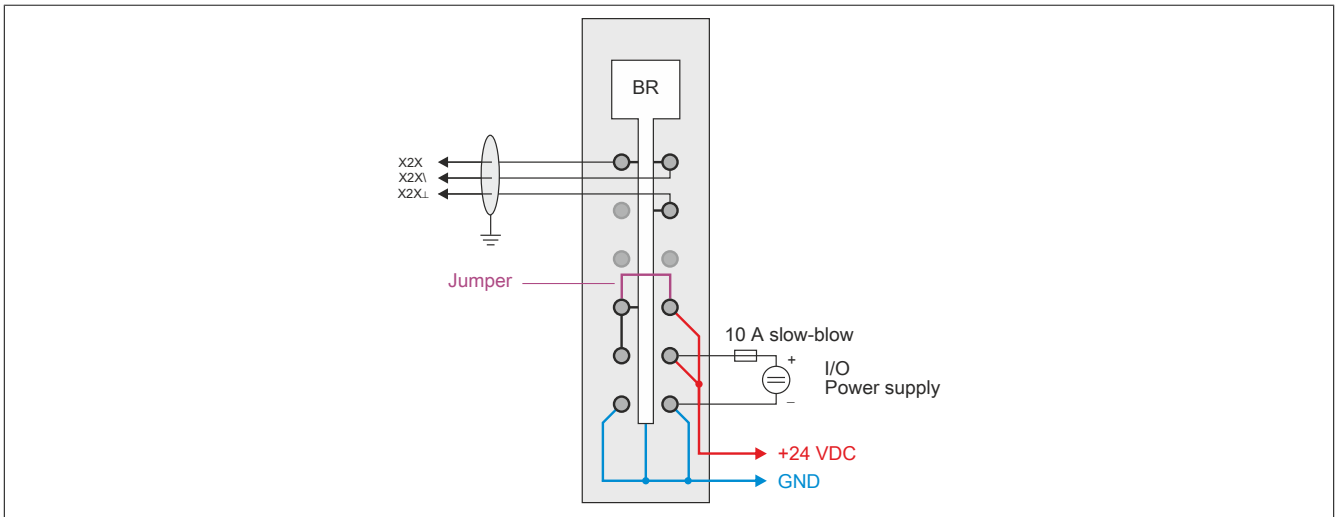 BR
X2X
X2X\
X2X⊥
Jumper
10 A slow-blow
+
I/O
Power supply
–
+24 VDC
GND